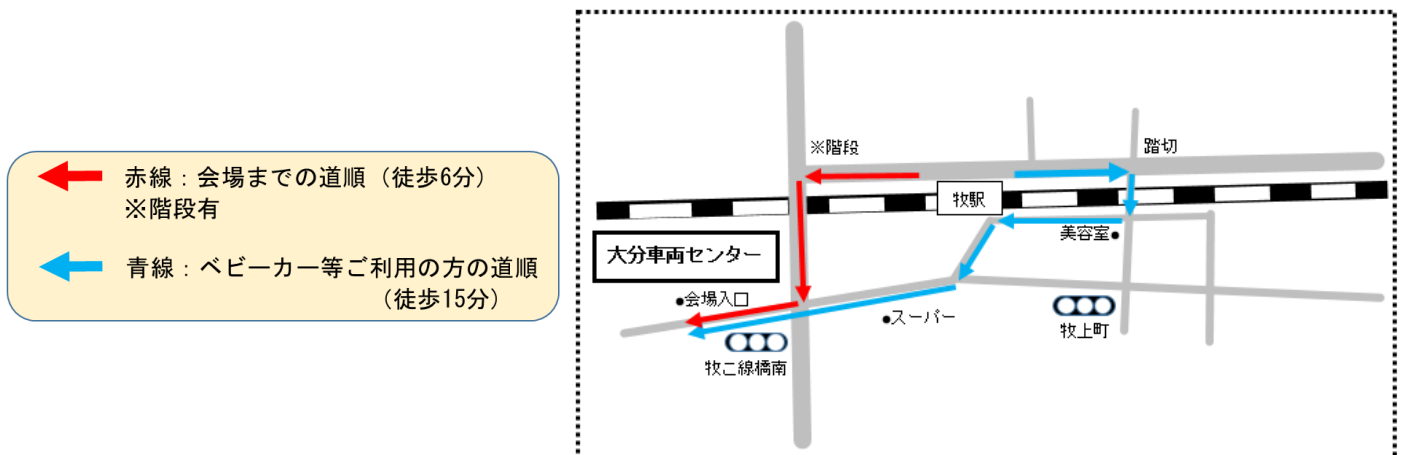 赤線：会場までの道順（徒歩6分）
※階段有
青線：ベビーカー等ご利用の方の道順
（徒歩15分）
※階段
踏切
牧駅
美容室
大分車両センター
会場入口
スーパー
牧上町
牧こ線橋南